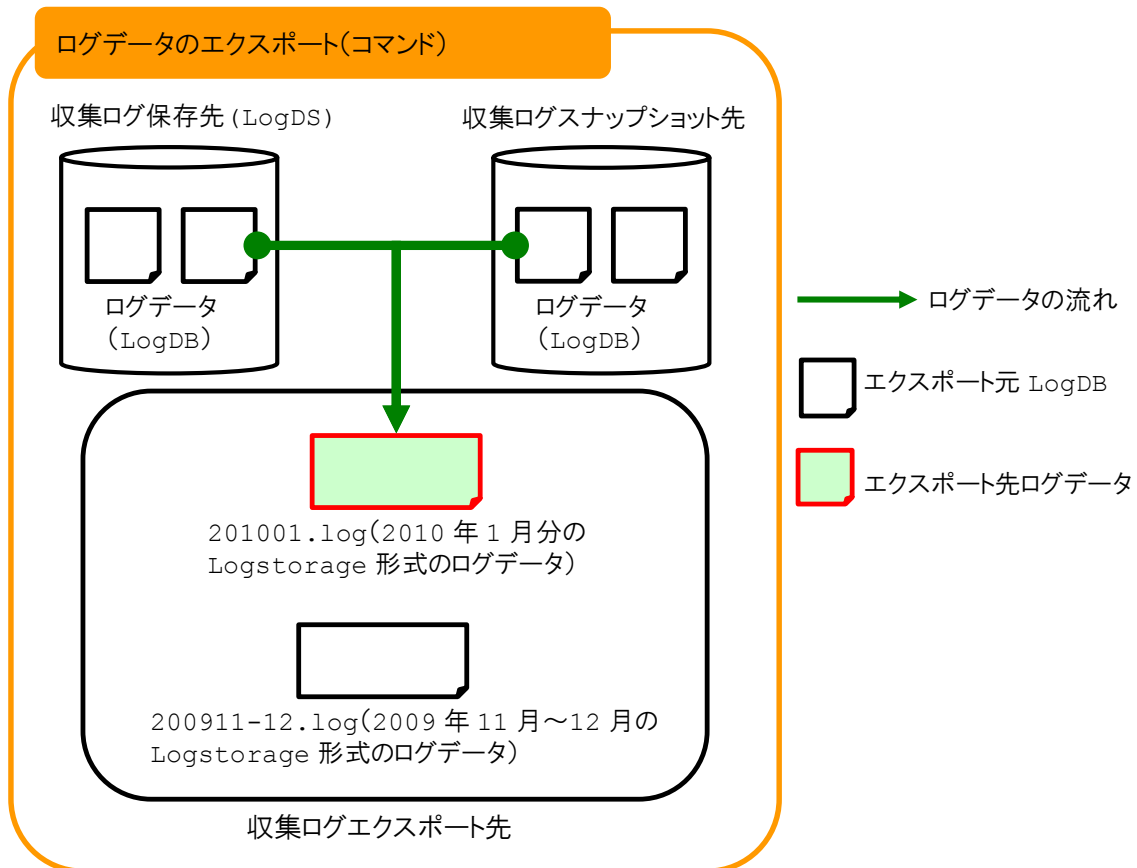 ログデータのエクスポート(コマンド)
収集ログ保存先(LogDS)
収集ログスナップショット先
ログデータ
(LogDB)
ログデータ
(LogDB)
ログデータの流れ
エクスポート元 LogDB
エクスポート先ログデータ
201001.log(2010 年 1 月分の
Logstorage 形式のログデータ)
200911-12.log(2009 年 11 月~12 月の
Logstorage 形式のログデータ)
収集ログエクスポート先